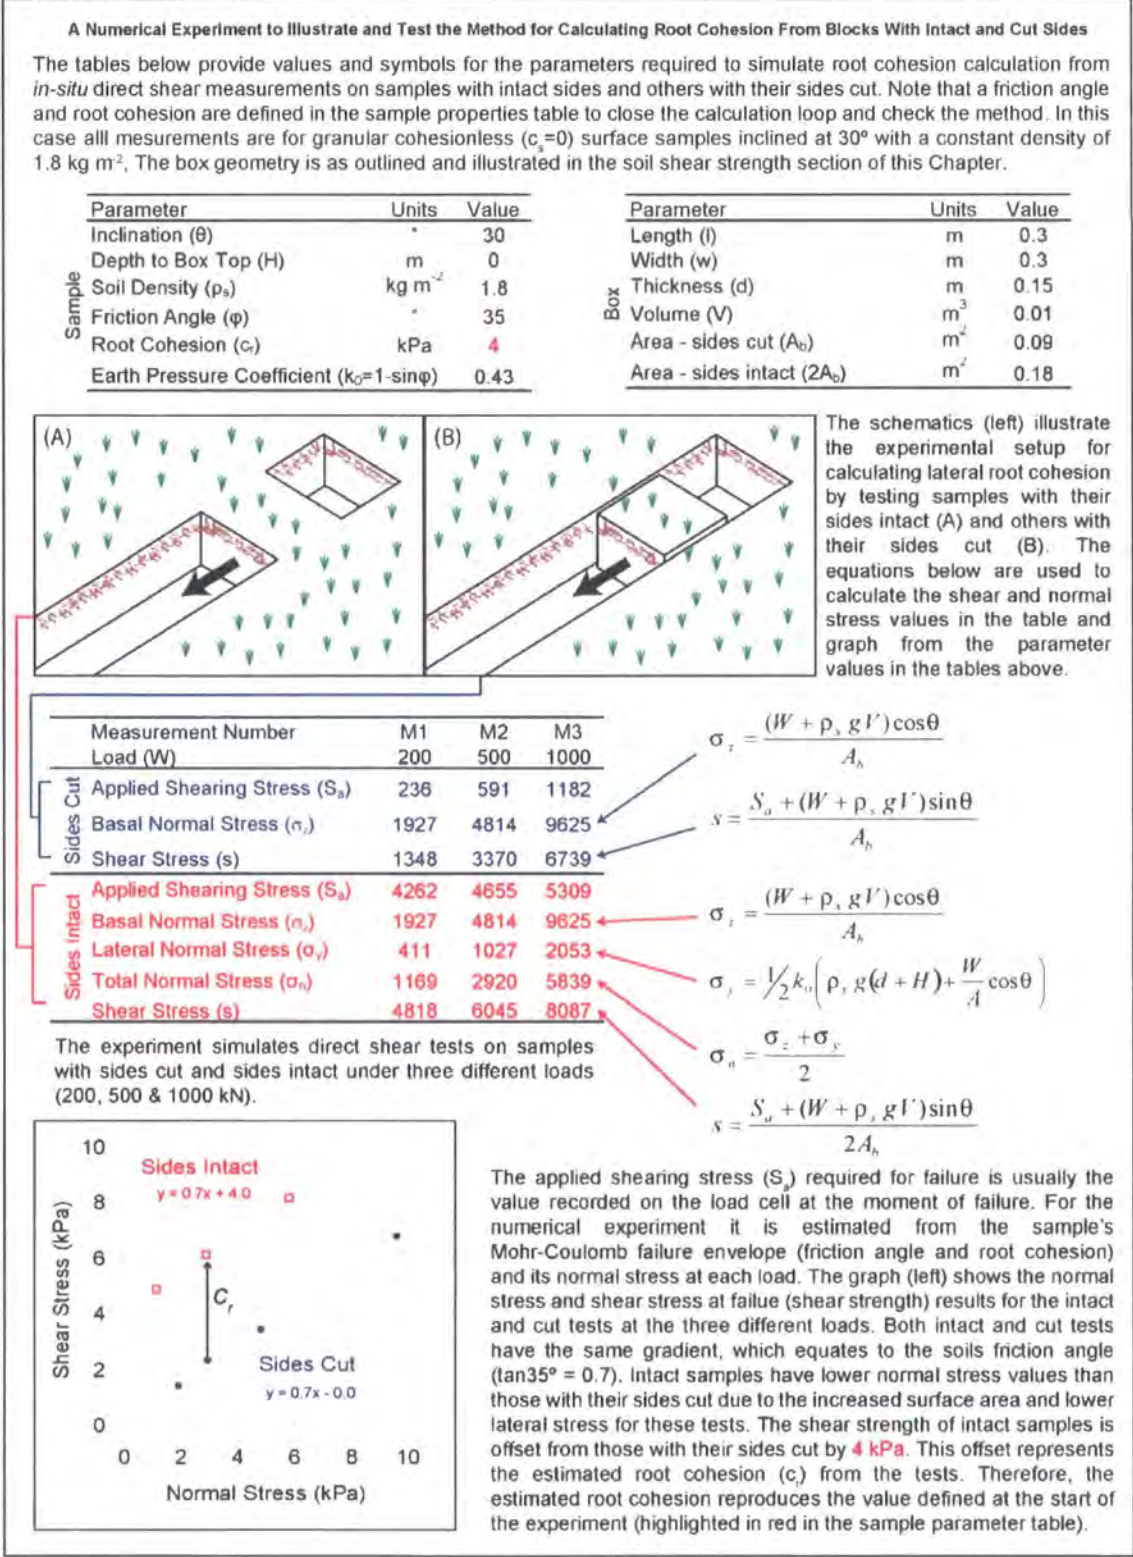 A Numerical Experiment to Illustrate and Test the Method for Calculating Root Cohesion From Blocks With Intact and Cut Sides
The tables below provide values and symbols for the parameters required to simulate root cohesion calculation from
in-situ direct shear measurements on samples with intact sides and others with their sides cut. Note that a friction angle
and root cohesion are defined in the sample properties table to close the calculation loop and check the method. In this
case alll mesurements are for granular cohesionless (cₛ=0) surface samples inclined at 30º with a constant density of
1.8 kg m⁻², The box geometry is as outlined and illustrated in the soil shear strength section of this Chapter.
Sample
Parameter Units Value
Inclination (θ) ° 30
Depth to Box Top (H) m 0
Soil Density (ρₛ) kg m⁻² 1.8
Friction Angle (φ) ° 35
Root Cohesion (cᵣ) kPa 4
Earth Pressure Coefficient (k₀=1-sinφ) 0.43
Box
Parameter Units Value
Length (l) m 0.3
Width (w) m 0.3
Thickness (d) m 0.15
Volume (V) m³ 0.01
Area - sides cut (A_b) m² 0.09
Area - sides intact (2A_b) m² 0.18
(A)
(B)
The schematics (left) illustrate
the experimental setup for
calculating lateral root cohesion
by testing samples with their
sides intact (A) and others with
their sides cut (B). The
equations below are used to
calculate the shear and normal
stress values in the table and
graph from the parameter
values in the tables above.
Measurement Number M1 M2 M3
Load (W) 200 500 1000
Sides Cut
Applied Shearing Stress (Sₐ) 236 591 1182
Basal Normal Stress (σ_z) 1927 4814 9625
Shear Stress (s) 1348 3370 6739
Sides Intact
Applied Shearing Stress (Sₐ) 4262 4655 5309
Basal Normal Stress (σ_z) 1927 4814 9625
Lateral Normal Stress (σ_y) 411 1027 2053
Total Normal Stress (σₙ) 1169 2920 5839
Shear Stress (s) 4818 6045 8087
σ_z = (W + ρₛ gV)cosθ / A_b
s = Sₐ + (W + ρₛ gV)sinθ / A_b
σ_z = (W + ρₛ gV)cosθ / A_b
σ_y = ½ k₀(ρₛ g(d + H) + W/A cosθ)
σₙ = σ_z + σ_y / 2
s = Sₐ + (W + ρₛ gV)sinθ / 2A_b
The experiment simulates direct shear tests on samples
with sides cut and sides intact under three different loads
(200, 500 & 1000 kN).
Shear Stress (kPa)
10
8
6
4
2
0
Sides Intact
y = 0.7x + 4.0
Cᵣ
Sides Cut
y = 0.7x - 0.0
0 2 4 6 8 10
Normal Stress (kPa)
The applied shearing stress (Sₐ) required for failure is usually the
value recorded on the load cell at the moment of failure. For the
numerical experiment it is estimated from the sample's
Mohr-Coulomb failure envelope (friction angle and root cohesion)
and its normal stress at each load. The graph (left) shows the normal
stress and shear stress at failue (shear strength) results for the intact
and cut tests at the three different loads. Both intact and cut tests
have the same gradient, which equates to the soils friction angle
(tan35º = 0.7). Intact samples have lower normal stress values than
those with their sides cut due to the increased surface area and lower
lateral stress for these tests. The shear strength of intact samples is
offset from those with their sides cut by 4 kPa. This offset represents
the estimated root cohesion (cᵣ) from the tests. Therefore, the
estimated root cohesion reproduces the value defined at the start of
the experiment (highlighted in red in the sample parameter table).